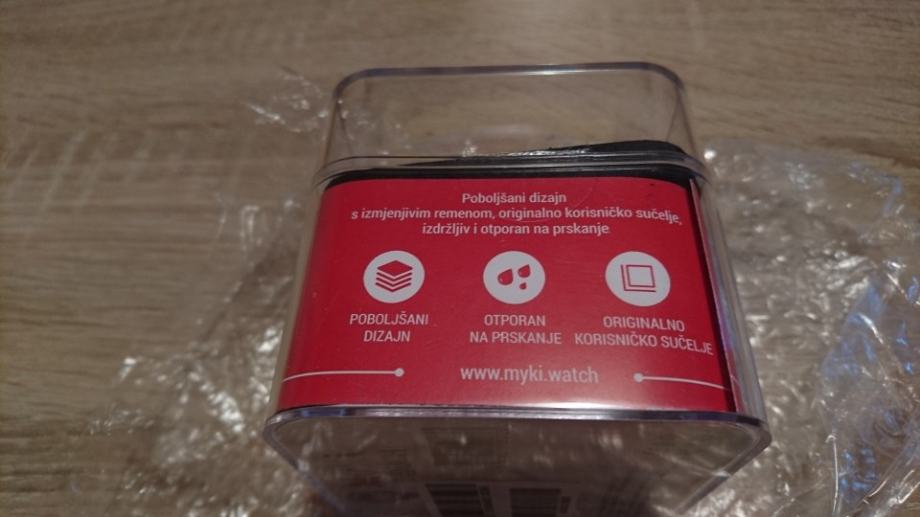 Poboljšani dizajn
s izmjenjivim remenom, originalno korisničko sučelje,
izdržljiv i otporan na prskanje
POBOLJŠANI
DIZAJN
OTPORAN
NA PRSKANJE
ORIGINALNO
KORISNIČKO SUČELJE
www.myki.watch